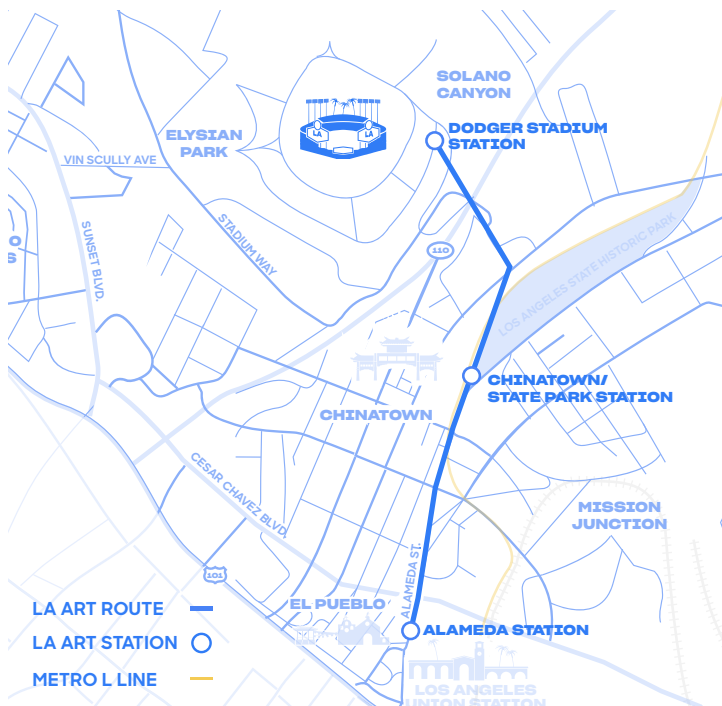 SOLANO
CANYON
DODGER STADIUM
STATION
ELYSIAN
PARK
LA
LA
VIN SCULLY AVE
SUNSET BLVD.
STADIUM WAY
110
LOS ANGELES STATE HISTORIC PARK
O
S
CHINATOWN/
STATE PARK STATION
CHINATOWN
CESAR CHAVEZ BLVD.
MISSION
JUNCTION
ALAMEDA ST.
101
EL PUEBLO
ALAMEDA STATION
LOS ANGELES
UNION STATION
LA ART ROUTE
LA ART STATION
METRO L LINE